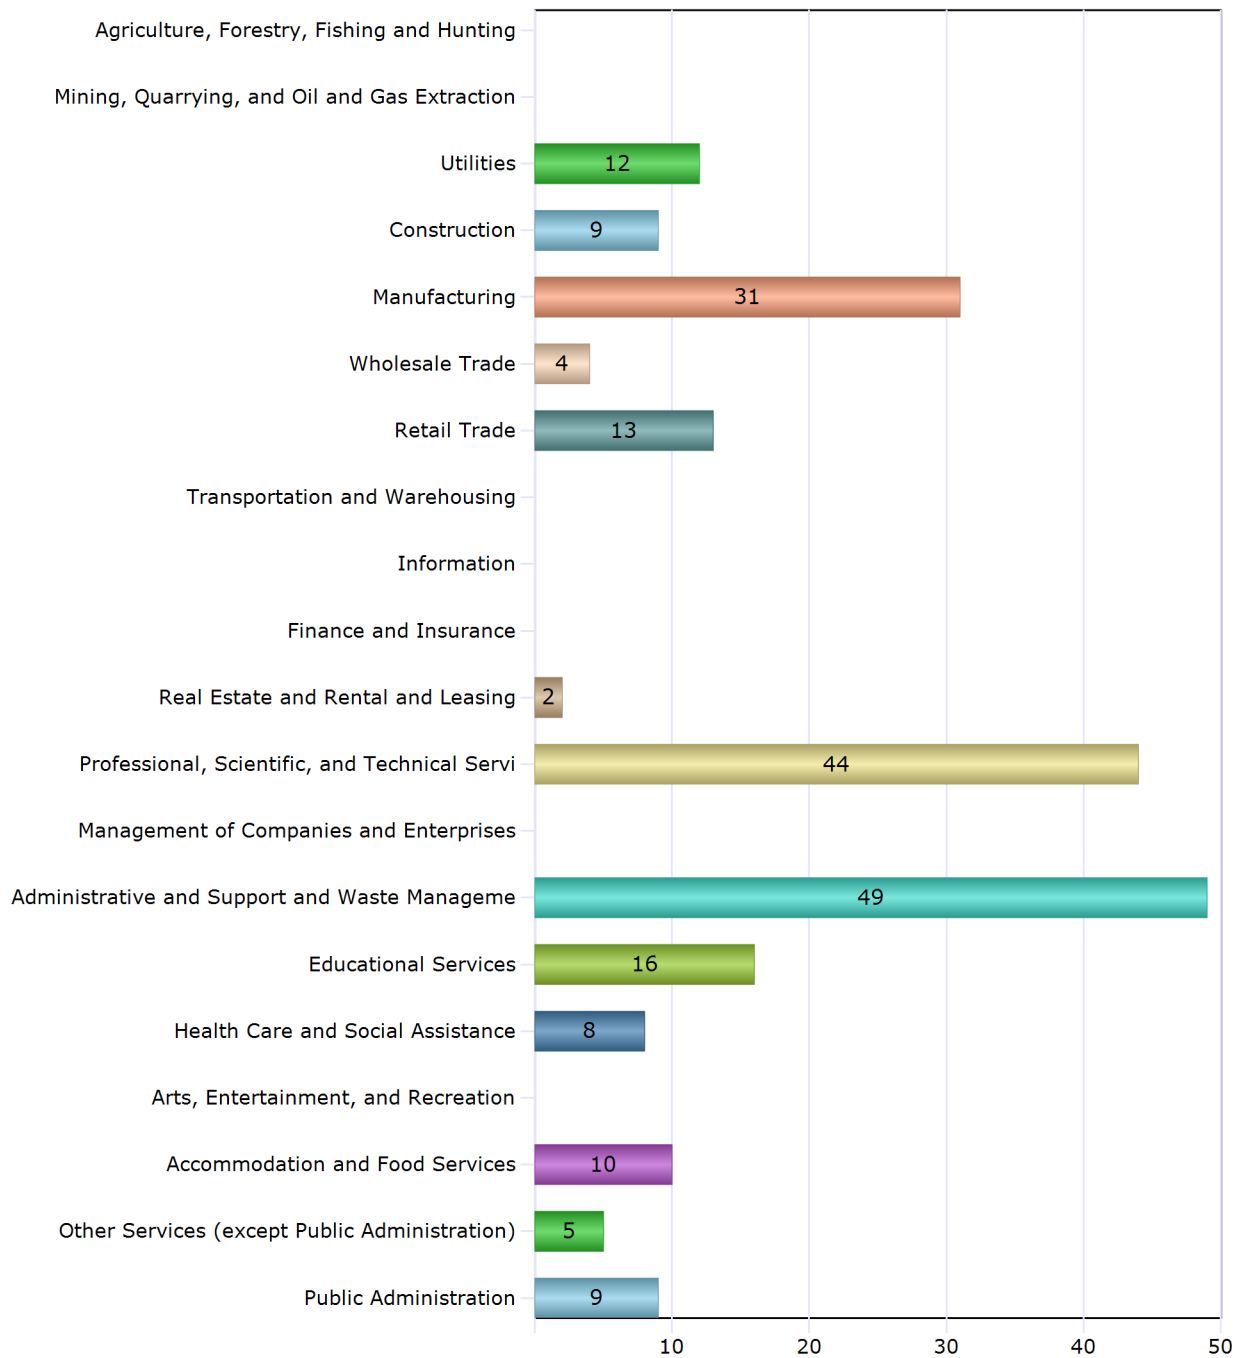 Agriculture, Forestry, Fishing and Hunting
Mining, Quarrying, and Oil and Gas Extraction
Utilities 12
Construction 9
Manufacturing 31
Wholesale Trade 4
Retail Trade 13
Transportation and Warehousing
Information
Finance and Insurance
Real Estate and Rental and Leasing 2
Professional, Scientific, and Technical Servi 44
Management of Companies and Enterprises
Administrative and Support and Waste Manageme 49
Educational Services 16
Health Care and Social Assistance 8
Arts, Entertainment, and Recreation
Accommodation and Food Services 10
Other Services (except Public Administration) 5
Public Administration 9
10 20 30 40 50